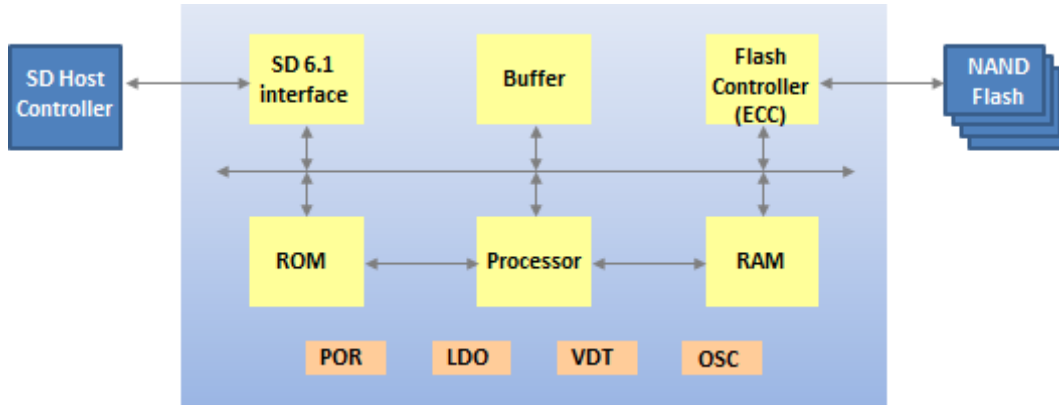 SD Host
Controller
SD 6.1
interface
Buffer
Flash
Controller
(ECC)
NAND
Flash
ROM
Processor
RAM
POR
LDO
VDT
OSC